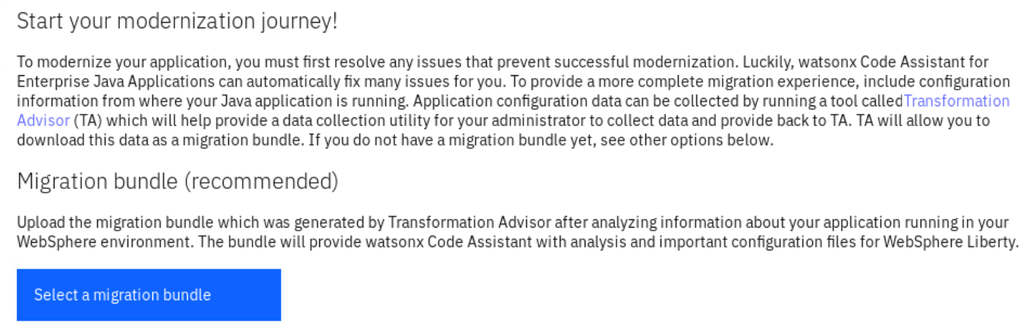 Start your modernization journey!
To modernize your application, you must first resolve any issues that prevent successful modernization. Luckily, watsonx Code Assistant for
Enterprise Java Applications can automatically fix many issues for you. To provide a more complete migration experience, include configuration
information from where your Java application is running. Application configuration data can be collected by running a tool calledTransformation
Advisor (TA) which will help provide a data collection utility for your administrator to collect data and provide back to TA. TA will allow you to
download this data as a migration bundle. If you do not have a migration bundle yet, see other options below.
Migration bundle (recommended)
Upload the migration bundle which was generated by Transformation Advisor after analyzing information about your application running in your
WebSphere environment. The bundle will provide watsonx Code Assistant with analysis and important configuration files for WebSphere Liberty.
Select a migration bundle